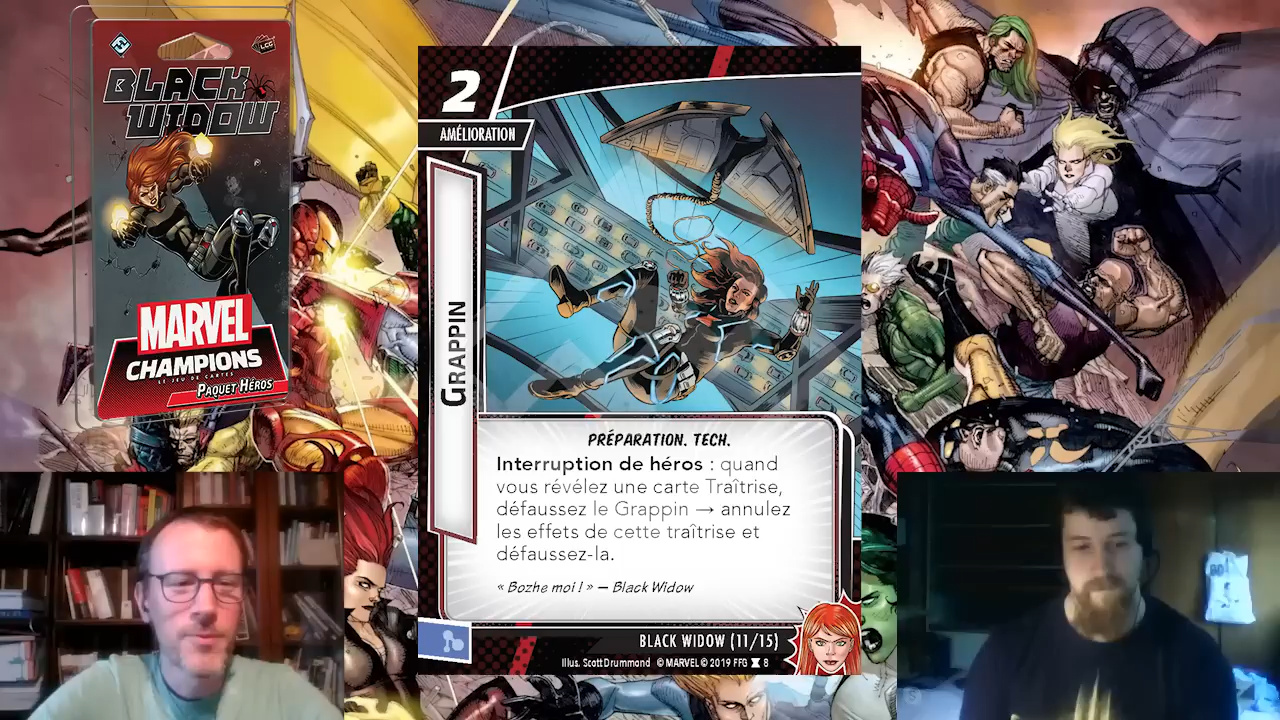 LCG
BLACK
WIDOW
MARVEL
CHAMPIONS
LE JEU DE CARTES
PAQUET HÉROS
2
AMÉLIORATION
GRAPPIN
PRÉPARATION. TECH.
Interruption de héros : quand
vous révélez une carte Traîtrise,
défaussez le Grappin → annulez
les effets de cette traîtrise et
défaussez-la.
« Bozhe moi ! » — Black Widow
BLACK WIDOW (11/15)
Illus. Scott Drummond © MARVEL © 2019 FFG 8